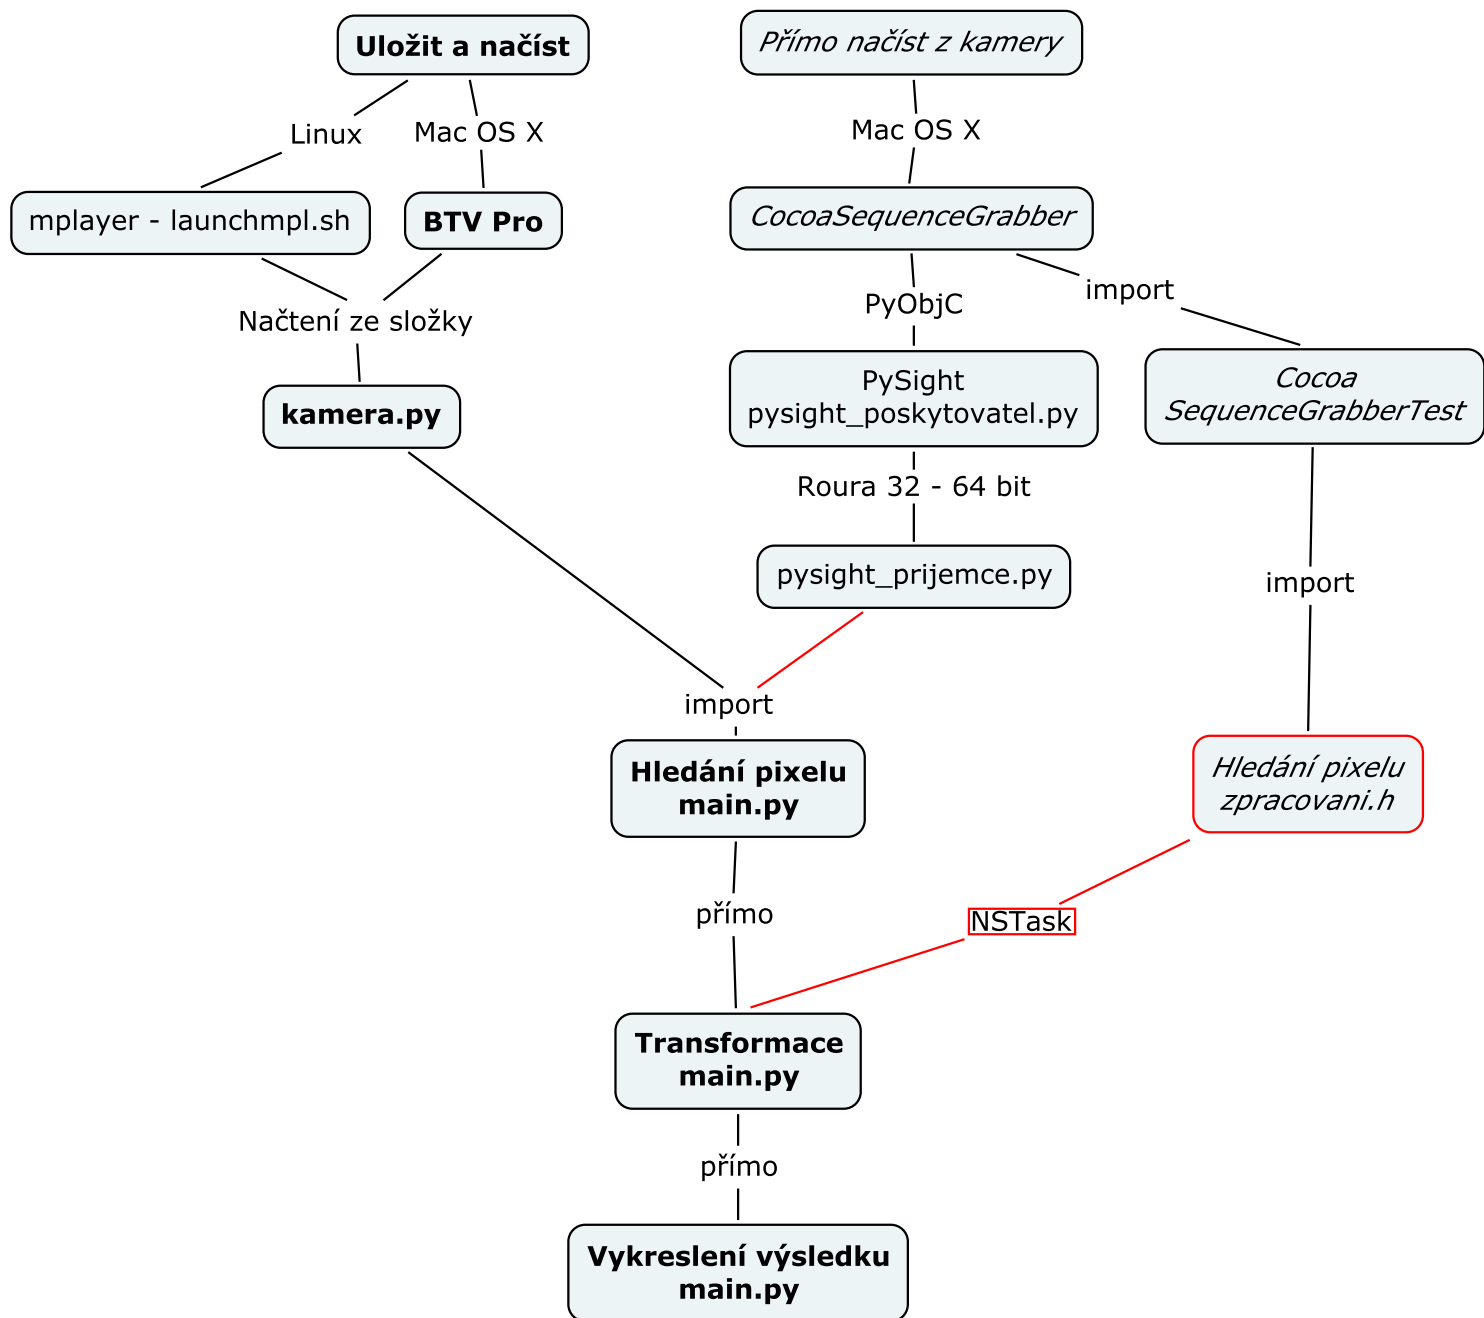 Uložit a načíst
Přímo načíst z kamery
Linux
Mac OS X
Mac OS X
mplayer - launchmpl.sh
BTV Pro
CocoaSequenceGrabber
Načtení ze složky
PyObjC
import
kamera.py
PySight
pysight_poskytovatel.py
Cocoa
SequenceGrabberTest
Roura 32 - 64 bit
pysight_prijemce.py
import
import
Hledání pixelu
main.py
Hledání pixelu
zpracovani.h
přímo
NSTask
Transformace
main.py
přímo
Vykreslení výsledku
main.py